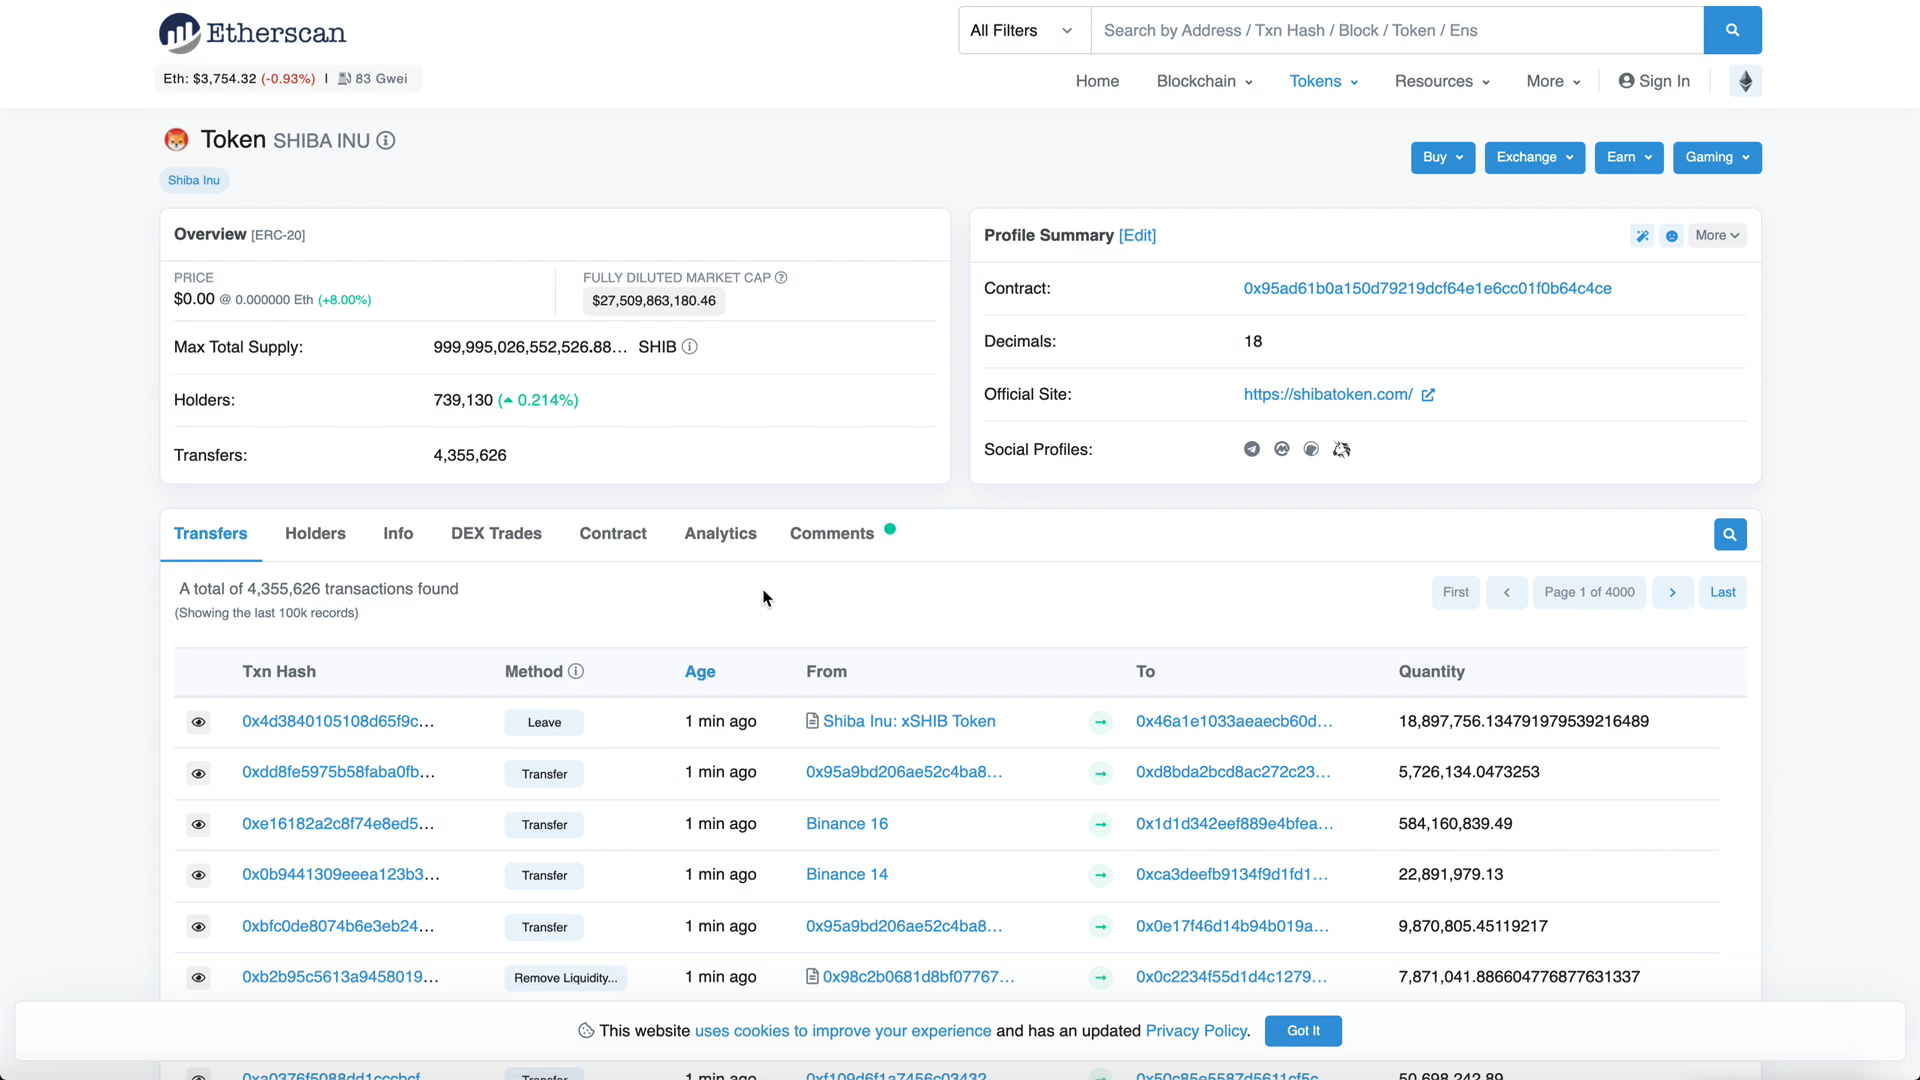 Etherscan
All Filters
Search by Address / Txn Hash / Block / Token / Ens
Eth: $3,754.32 (-0.93%) | 83 Gwei
Home Blockchain Tokens Resources More Sign In
Token SHIBA INU
Shiba Inu
Buy Exchange Earn Gaming
Overview [ERC-20]
PRICE
$0.00 @ 0.000000 Eth (+8.00%)
FULLY DILUTED MARKET CAP
$27,509,863,180.46
Max Total Supply: 999,995,026,552,526.88... SHIB
Holders: 739,130 (0.214%)
Transfers: 4,355,626
Profile Summary [Edit]
More
Contract: 0x95ad61b0a150d79219dcf64e1e6cc01f0b64c4ce
Decimals: 18
Official Site: https://shibatoken.com/
Social Profiles:
Transfers Holders Info DEX Trades Contract Analytics Comments
A total of 4,355,626 transactions found
(Showing the last 100k records)
First Page 1 of 4000 Last
Txn Hash Method Age From To Quantity
0x4d3840105108d65f9c... Leave 1 min ago Shiba Inu: xSHIB Token 0x46a1e1033aeaecb60d... 18,897,756.134791979539216489
0xdd8fe5975b58faba0fb... Transfer 1 min ago 0x95a9bd206ae52c4ba8... 0xd8bda2bcd8ac272c23... 5,726,134.0473253
0xe16182a2c8f74e8ed5... Transfer 1 min ago Binance 16 0x1d1d342eef889e4bfea... 584,160,839.49
0x0b9441309eeea123b3... Transfer 1 min ago Binance 14 0xca3deefb9134f9d1fd1... 22,891,979.13
0xbfc0de8074b6e3eb24... Transfer 1 min ago 0x95a9bd206ae52c4ba8... 0x0e17f46d14b94b019a... 9,870,805.45119217
0xb2b95c5613a9458019... Remove Liquidity... 1 min ago 0x98c2b0681d8bf07767... 0x0c2234f55d1d4c1279... 7,871,041.886604776877631337
This website uses cookies to improve your experience and has an updated Privacy Policy. Got It
Transfer 1 min ago